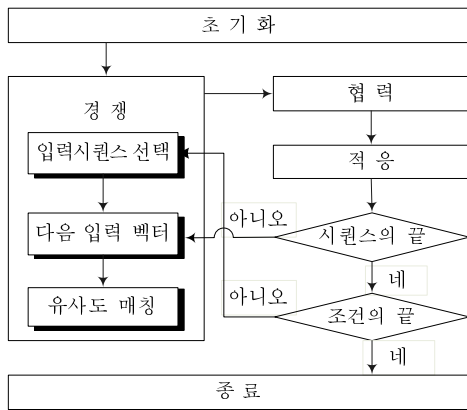 초 기 화
경 쟁
입력시퀀스 선택
다음 입력 벡터
유사도 매칭
협 력
적 응
시퀀스의 끝
아니오
네
조건의 끝
아니오
네
종 료